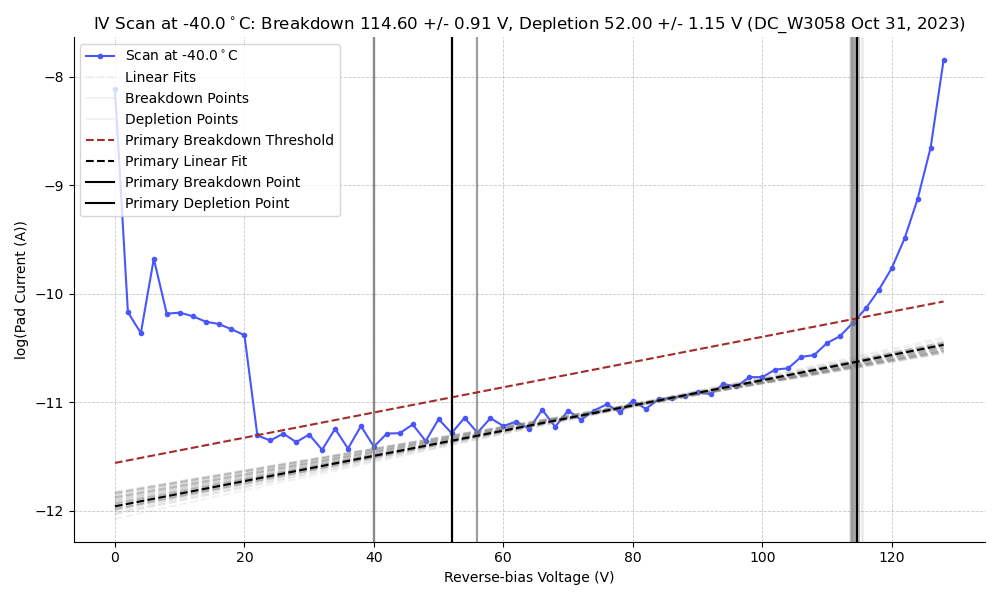 IV Scan at -40.0°C: Breakdown 114.60 +/- 0.91 V, Depletion 52.00 +/- 1.15 V (DC_W3058 Oct 31, 2023)
Scan at -40.0°C
Linear Fits
Breakdown Points
Depletion Points
Primary Breakdown Threshold
Primary Linear Fit
Primary Breakdown Point
Primary Depletion Point
log(Pad Current (A))
−8
−9
−10
−11
−12
0 20 40 60 80 100 120
Reverse-bias Voltage (V)